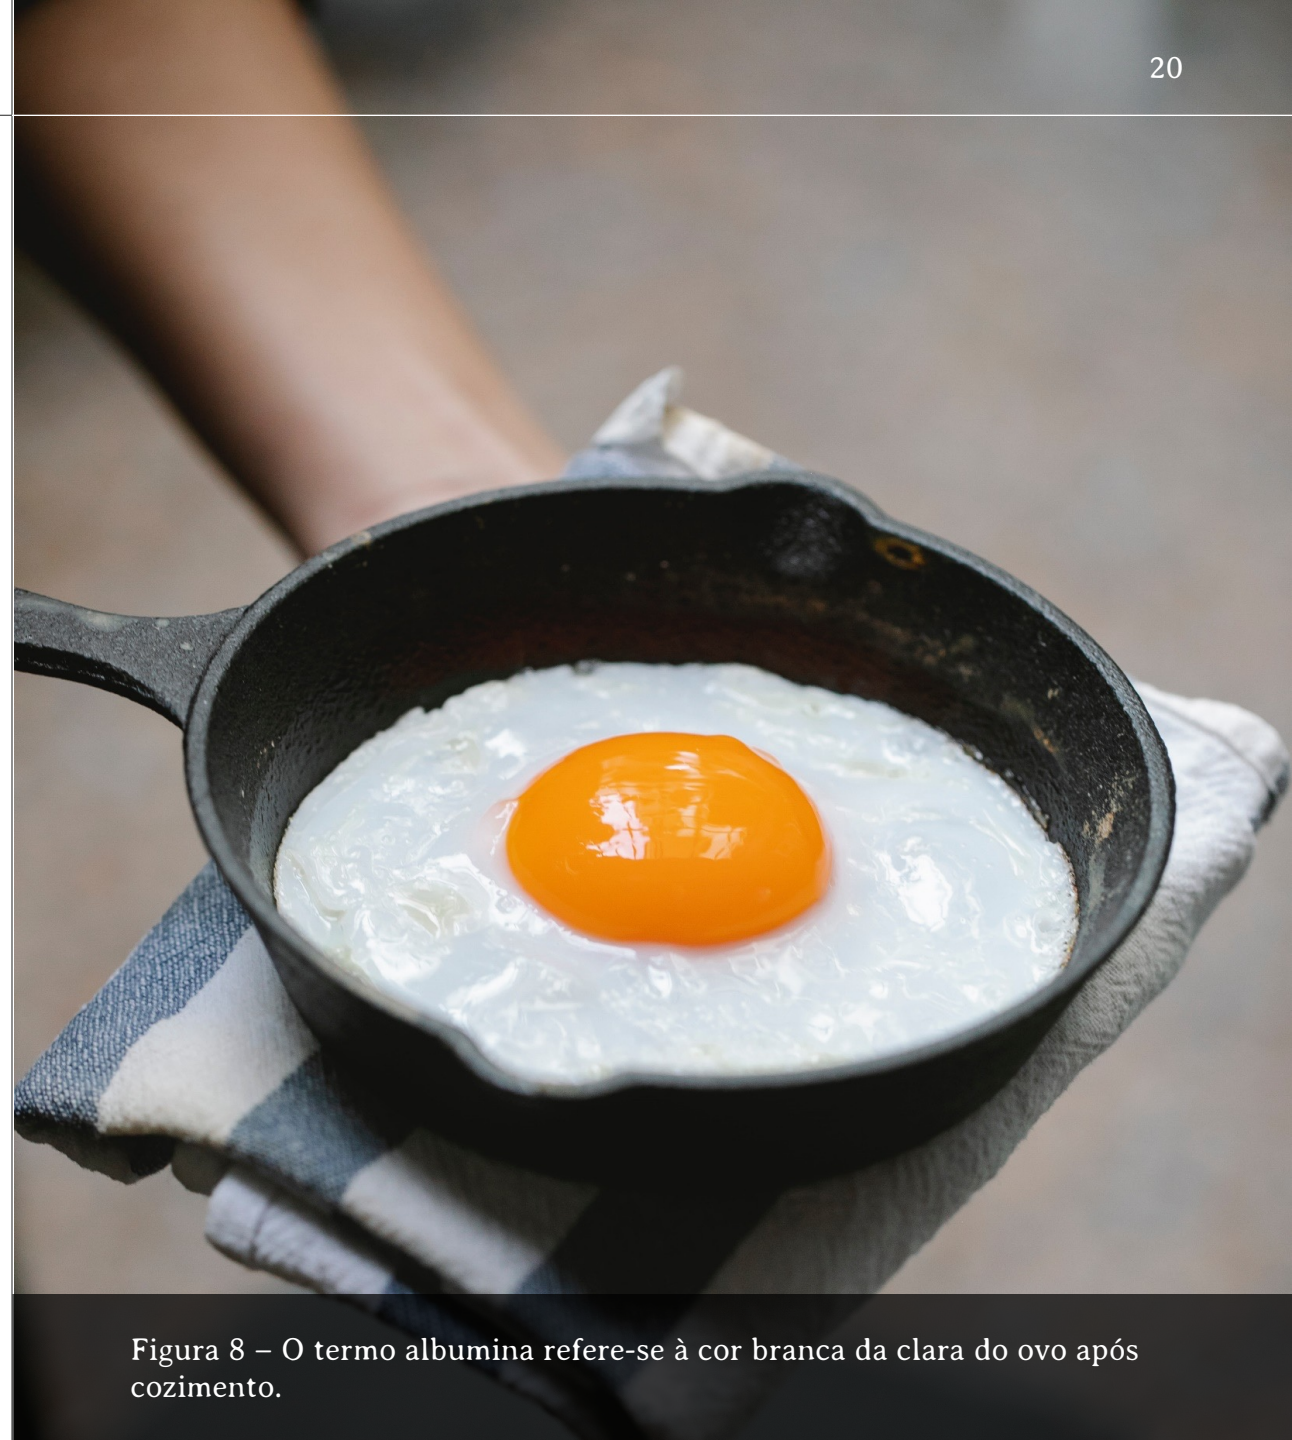 20
Figura 8 – O termo albumina refere-se à cor branca da clara do ovo após
cozimento.